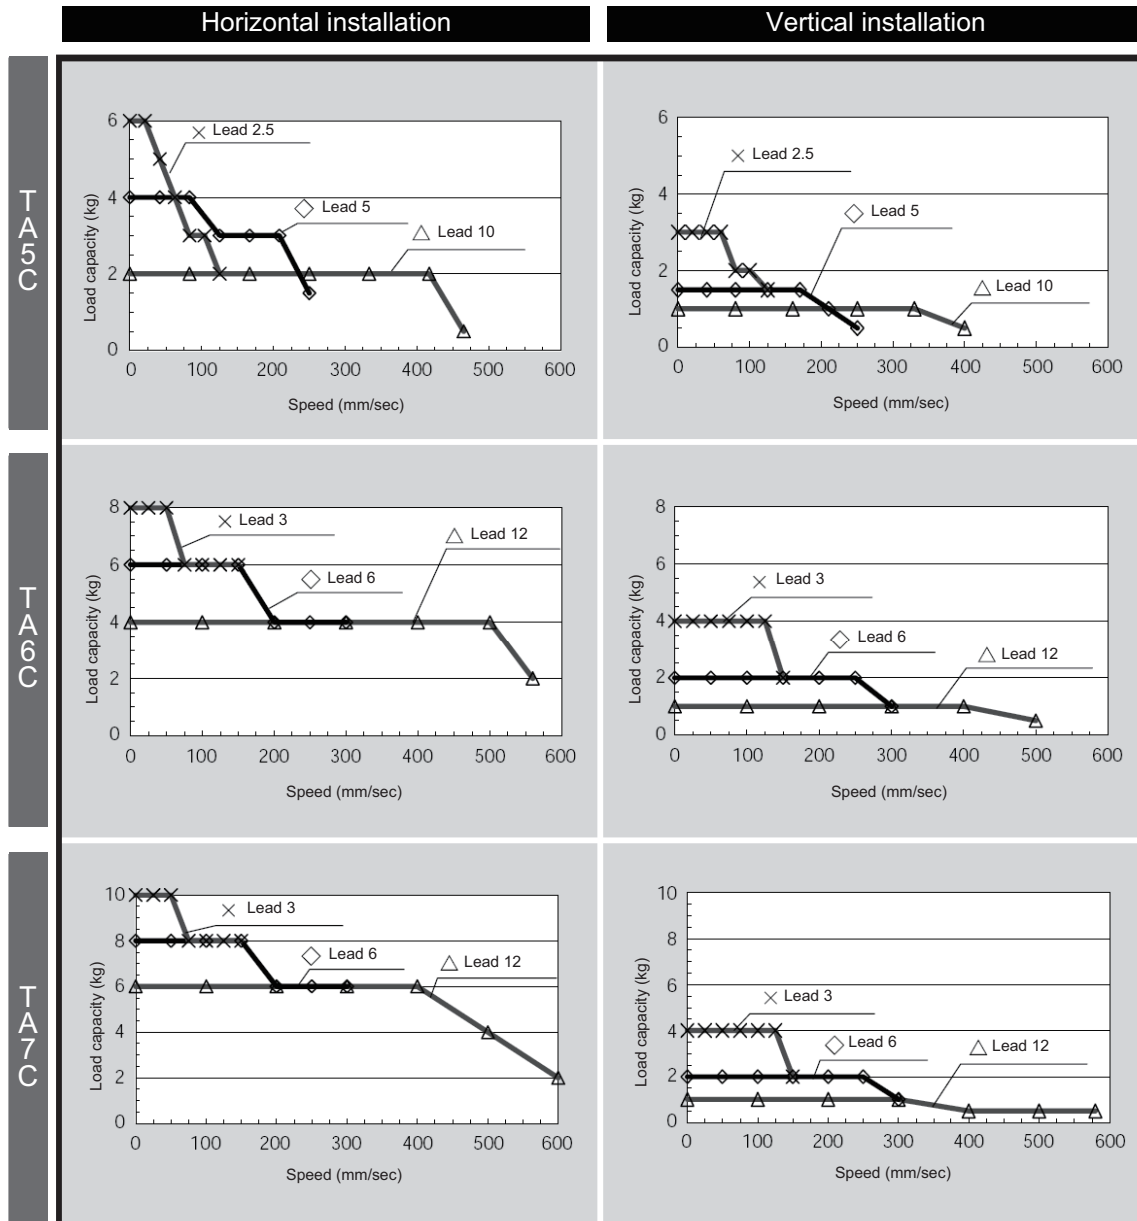 Horizontal installation
Vertical installation
TA5C
6
4
2
0
Load capacity (kg)
Lead 2.5
Lead 5
Lead 10
0 100 200 300 400 500 600
Speed (mm/sec)
6
4
2
0
Load capacity (kg)
Lead 2.5
Lead 5
Lead 10
0 100 200 300 400 500 600
Speed (mm/sec)
TA6C
8
6
4
2
0
Load capacity (kg)
Lead 3
Lead 12
Lead 6
0 100 200 300 400 500 600
Speed (mm/sec)
8
6
4
2
0
Load capacity (kg)
Lead 3
Lead 6
Lead 12
0 100 200 300 400 500 600
Speed (mm/sec)
TA7C
10
8
6
4
2
0
Load capacity (kg)
Lead 3
Lead 6
Lead 12
0 100 200 300 400 500 600
Speed (mm/sec)
10
8
6
4
2
0
Load capacity (kg)
Lead 3
Lead 6
Lead 12
0 100 200 300 400 500 600
Speed (mm/sec)